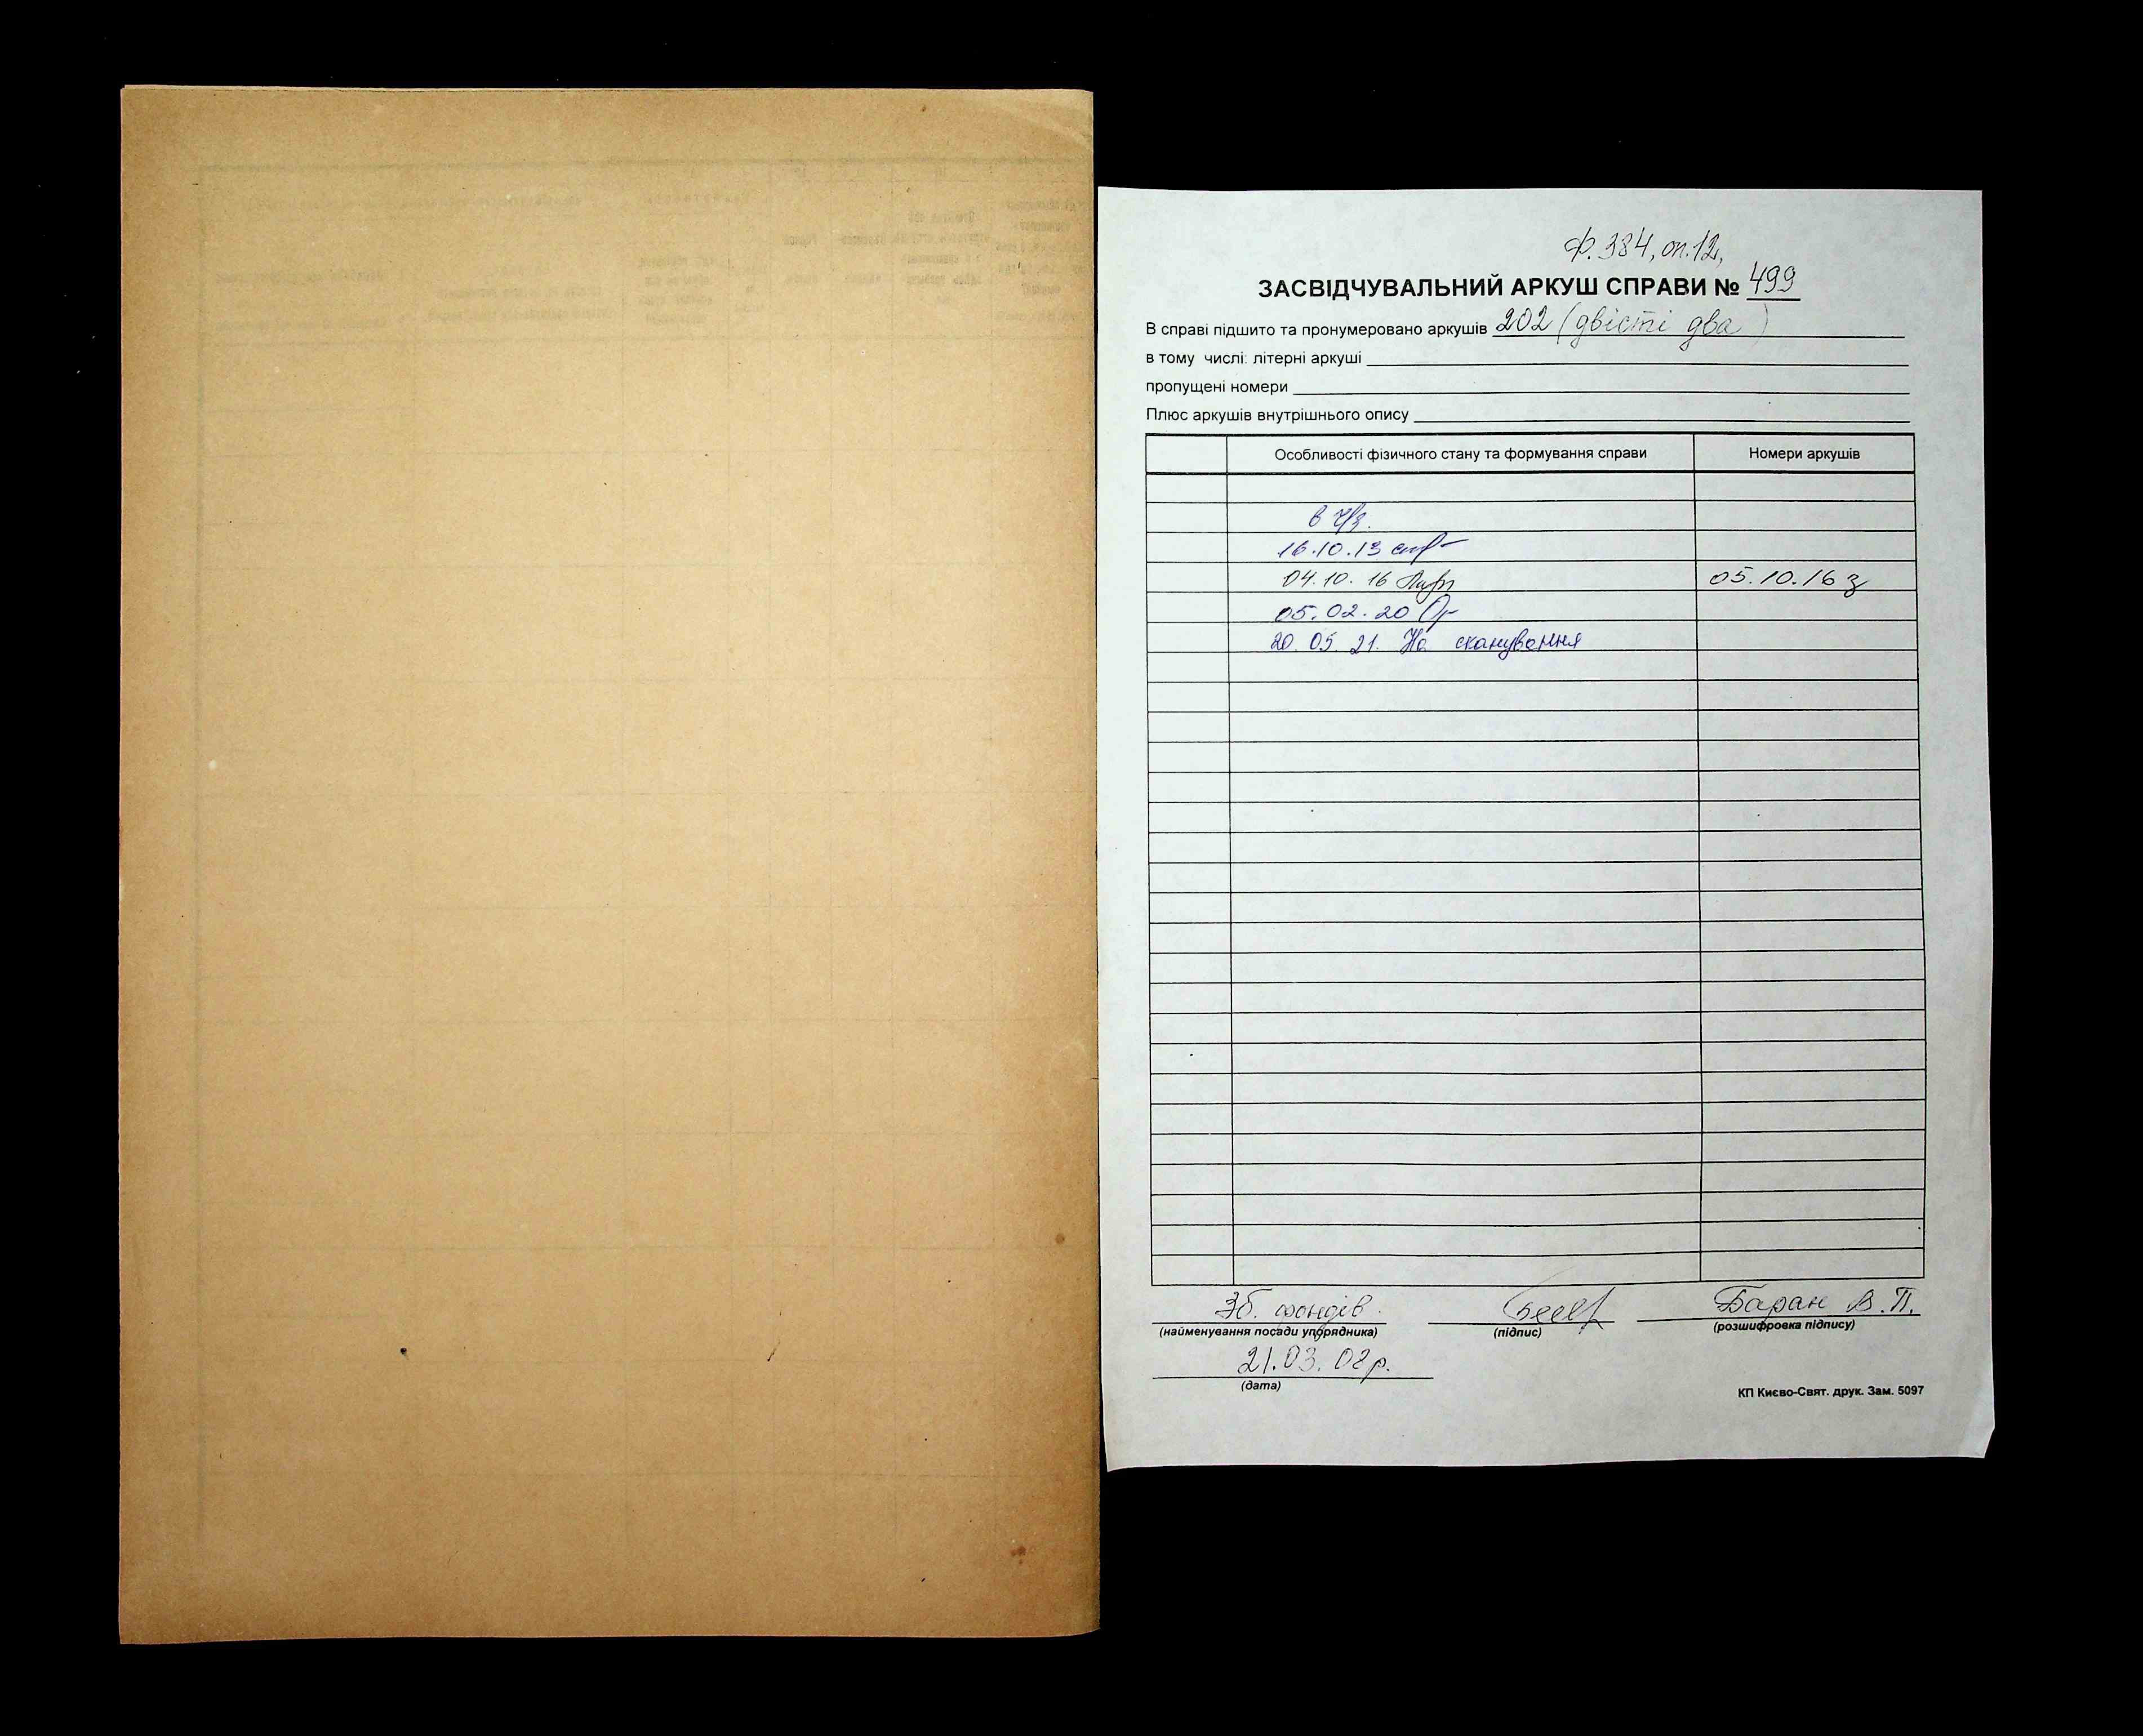 Ф. 384, оп. 12,
ЗАСВІДЧУВАЛЬНИЙ АРКУШ СПРАВИ № 499
В справі підшито та пронумеровано аркушів 202 (двісті два)
в тому числі: літерні аркуші
пропущені номери
Плюс аркушів внутрішнього опису
Особливості фізичного стану та формування справи Номери аркушів
в ч/з.
16.10.13
04.10.16 05.10.16 з
05.02.20
20.05.21. На сканування
Зб. фондів Баран В.П.
(найменування посади упорядника) (підпис) (розшифровка підпису)
21.03.08р.
(дата)
КП Києво-Свят. друк. Зам. 5097